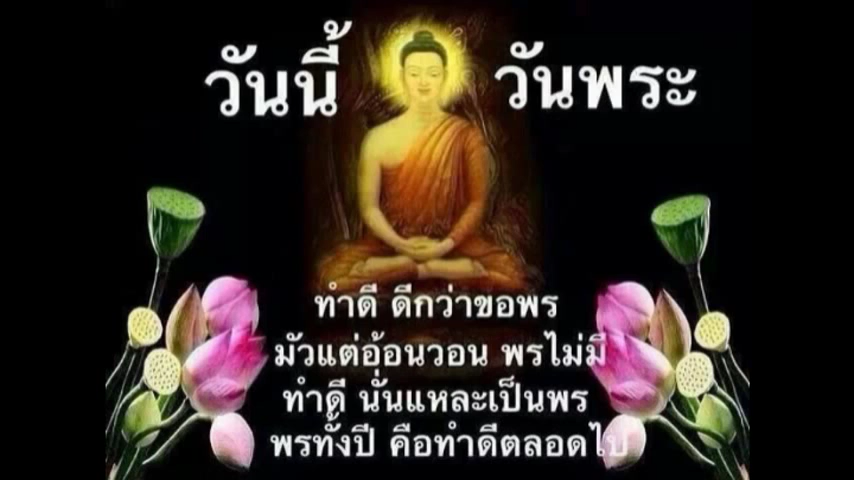 วันนี้ วันพระ
ทำดี ดีกว่าขอพร
มัวแต่อ้อนวอน พรไม่มี
ทำดี นั่นแหละเป็นพร
พรทั้งปี คือทำดีตลอดไป